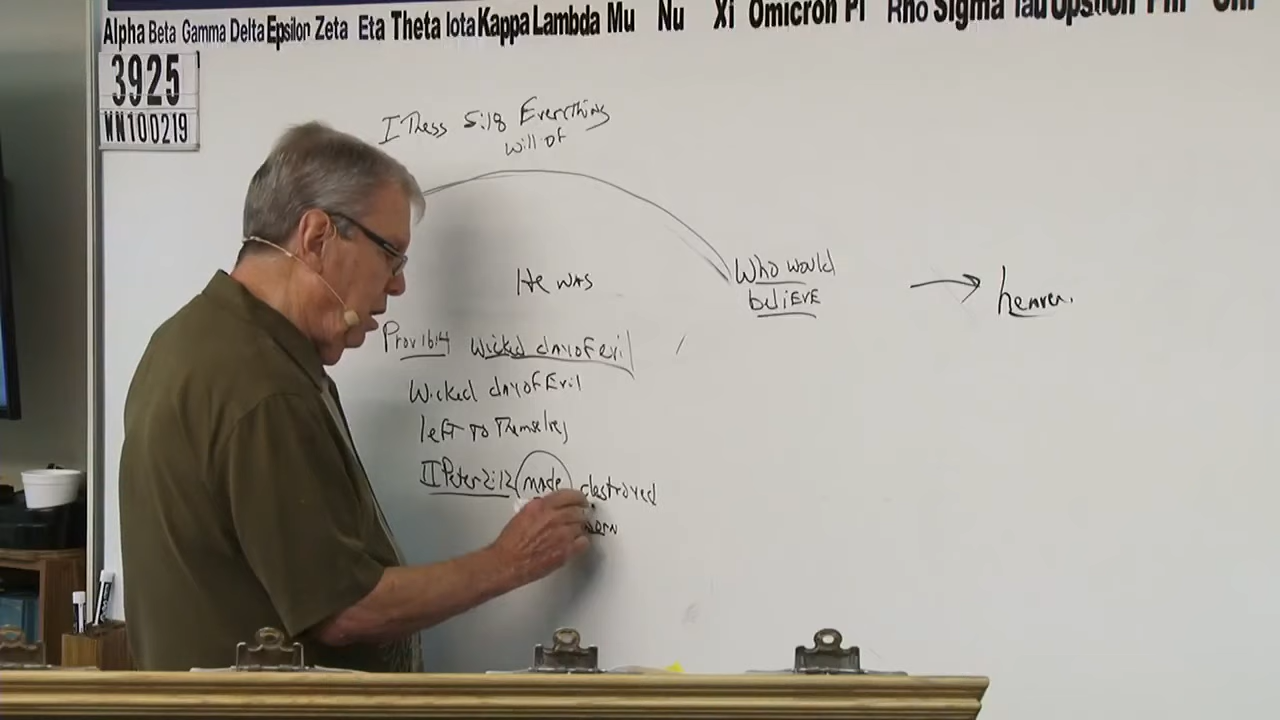 Alpha Beta Gamma Delta Epsilon Zeta Eta Theta Iota Kappa Lambda Mu Nu Xi Omicron Pi Rho Sigma Tau Upsilon Phi Chi
3925
WN100219
I Thess 5:18 Everything
will of
He was
Who would
believe
heaven.
Prov 16:4 Wicked day of evil
Wicked day of Evil
left to Themselves
II Peter 2:12 made destroyed